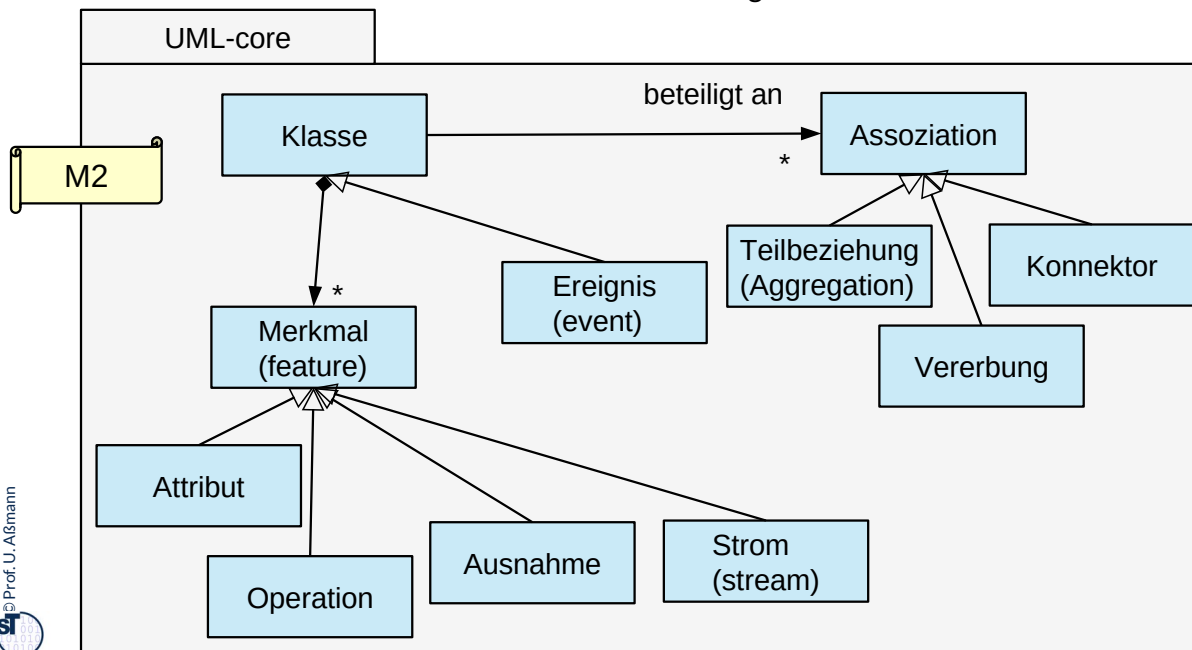 UML-core
beteiligt an
Klasse
Assoziation
*
M2
Teilbeziehung
(Aggregation)
Konnektor
Ereignis
(event)
*
Merkmal
(feature)
Vererbung
Attribut
Ausnahme
Strom
(stream)
Operation
© Prof. U. Aßmann
ST